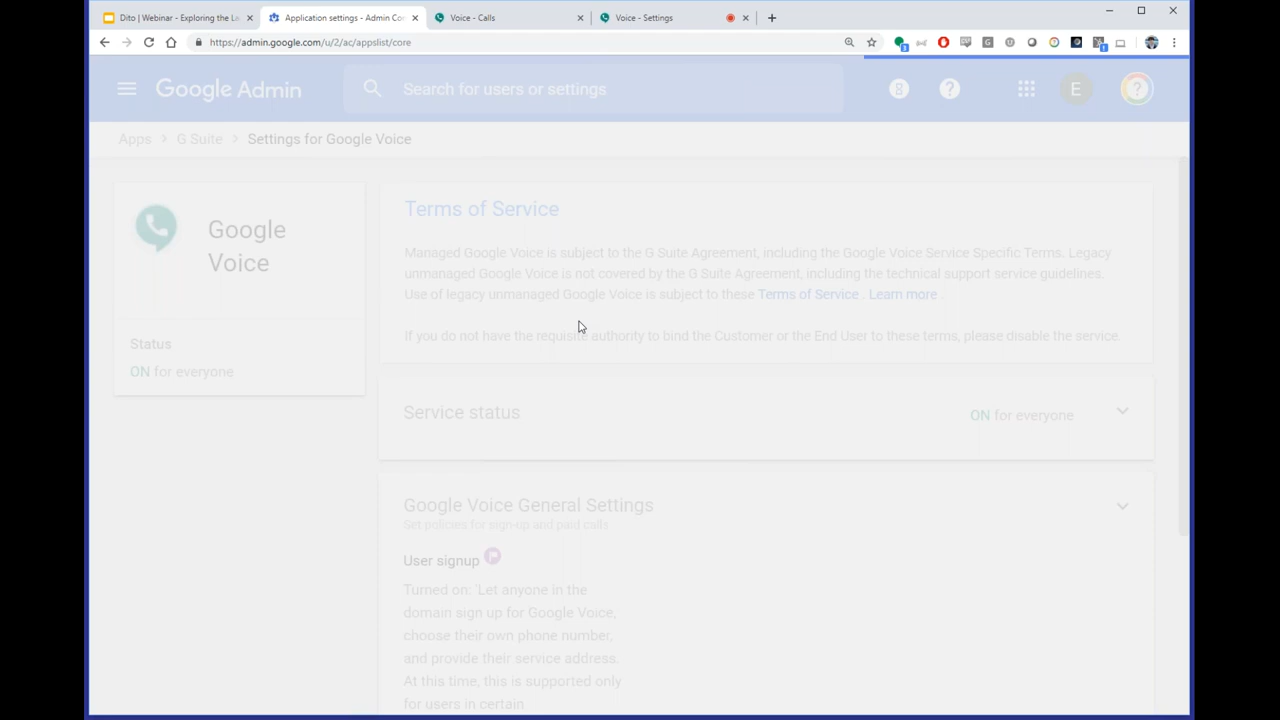 Dito | Webinar - Exploring the La
Application settings - Admin Con
Voice - Calls
Voice - Settings
https://admin.google.com/u/2/ac/appslist/core
Google Admin
Search for users or settings
E
Apps > G Suite > Settings for Google Voice
Google
Voice
Status
ON for everyone
Terms of Service
Managed Google Voice is subject to the G Suite Agreement, including the Google Voice Service Specific Terms. Legacy
unmanaged Google Voice is not covered by the G Suite Agreement, including the technical support service guidelines.
Use of legacy unmanaged Google Voice is subject to these Terms of Service . Learn more .
If you do not have the requisite authority to bind the Customer or the End User to these terms, please disable the service.
Service status
ON for everyone
Google Voice General Settings
Set policies for sign-up and paid calls
User signup
Turned on: 'Let anyone in the
domain sign up for Google Voice,
choose their own phone number,
and provide their service address.
At this time, this is supported only
for users in certain